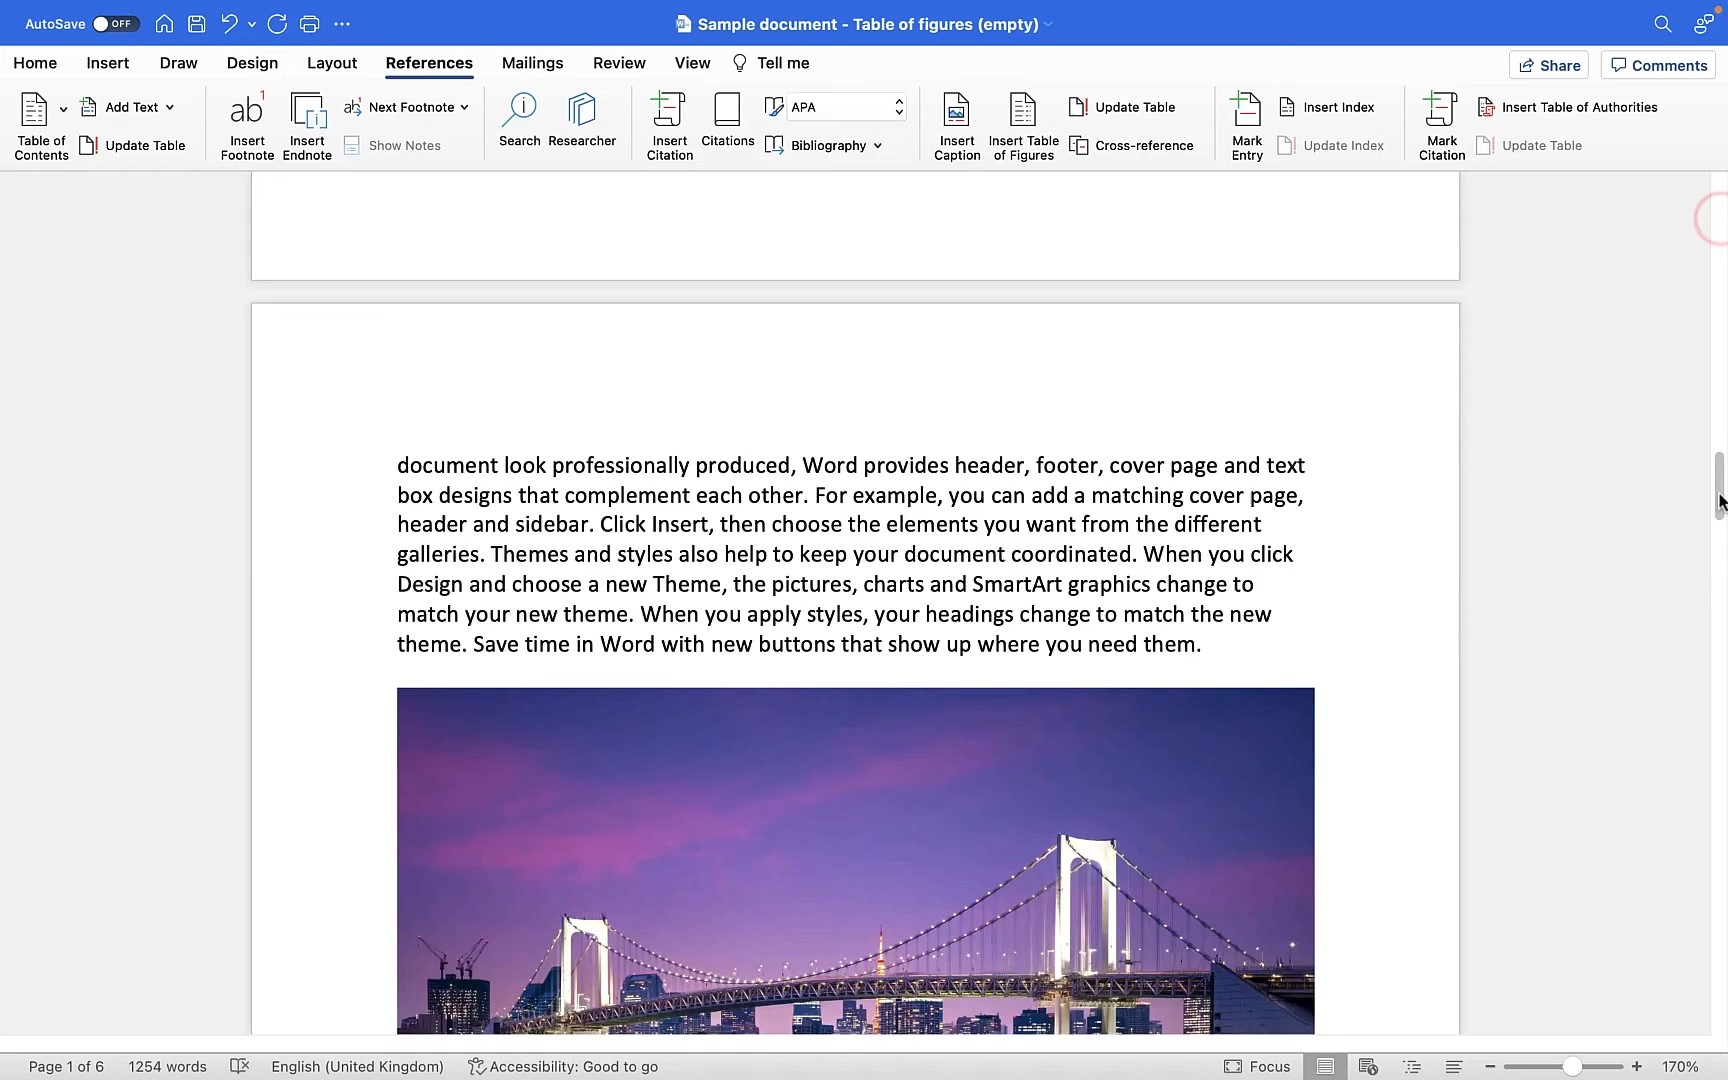 AutoSave OFF
Sample document - Table of figures (empty)
Home Insert Draw Design Layout References Mailings Review View Tell me
Share Comments
Table of Contents
Add Text
Update Table
ab 1
Insert Footnote
Insert Endnote
ab Next Footnote
Show Notes
Search
Researcher
Insert Citation
Citations
APA
Bibliography
Insert Caption
Insert Table of Figures
Update Table
Cross-reference
Mark Entry
Insert Index
Update Index
Mark Citation
Insert Table of Authorities
Update Table
document look professionally produced, Word provides header, footer, cover page and text
box designs that complement each other. For example, you can add a matching cover page,
header and sidebar. Click Insert, then choose the elements you want from the different
galleries. Themes and styles also help to keep your document coordinated. When you click
Design and choose a new Theme, the pictures, charts and SmartArt graphics change to
match your new theme. When you apply styles, your headings change to match the new
theme. Save time in Word with new buttons that show up where you need them.
Page 1 of 6 1254 words English (United Kingdom) Accessibility: Good to go Focus 170%